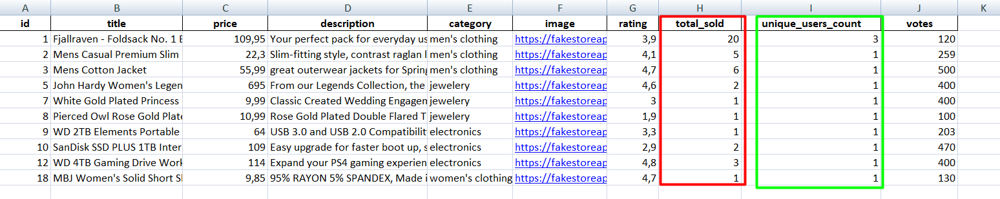 A B C D E F G H I J K
id title price description category image rating total_sold unique_users_count votes
1 Fjallraven - Foldsack No. 1 B 109,95 Your perfect pack for everyday us men's clothing https://fakestoreap 3,9 20 3 120
2 Mens Casual Premium Slim 22,3 Slim-fitting style, contrast raglan l men's clothing https://fakestoreap 4,1 5 1 259
3 Mens Cotton Jacket 55,99 great outerwear jackets for Spring men's clothing https://fakestoreap 4,7 6 1 500
5 John Hardy Women's Legen 695 From our Legends Collection, the jewelery https://fakestoreap 4,6 2 1 400
7 White Gold Plated Princess 9,99 Classic Created Wedding Engagen jewelery https://fakestoreap 3 1 1 400
8 Pierced Owl Rose Gold Plate 10,99 Rose Gold Plated Double Flared T jewelery https://fakestoreap 1,9 1 1 100
9 WD 2TB Elements Portable 64 USB 3.0 and USB 2.0 Compatibilit electronics https://fakestoreap 3,3 1 1 203
10 SanDisk SSD PLUS 1TB Inter 109 Easy upgrade for faster boot up, s electronics https://fakestoreap 2,9 2 1 470
12 WD 4TB Gaming Drive Work 114 Expand your PS4 gaming experien electronics https://fakestoreap 4,8 3 1 400
18 MBJ Women's Solid Short Sl 9,85 95% RAYON 5% SPANDEX, Made i women's clothing https://fakestoreap 4,7 1 1 130